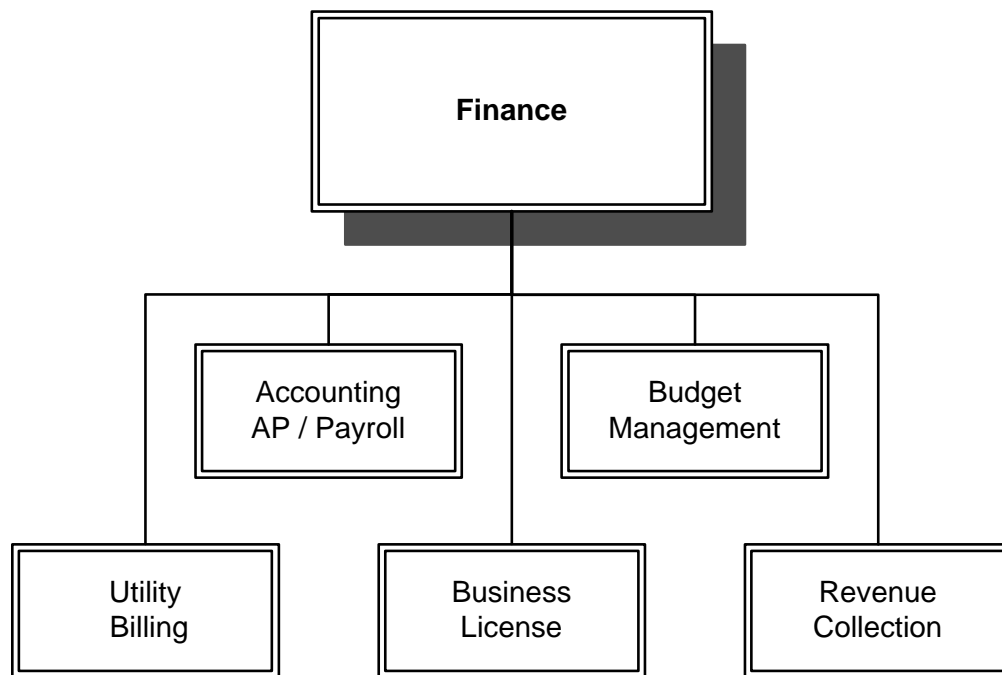 Finance
Accounting
AP / Payroll
Budget
Management
Utility
Billing
Business
License
Revenue
Collection